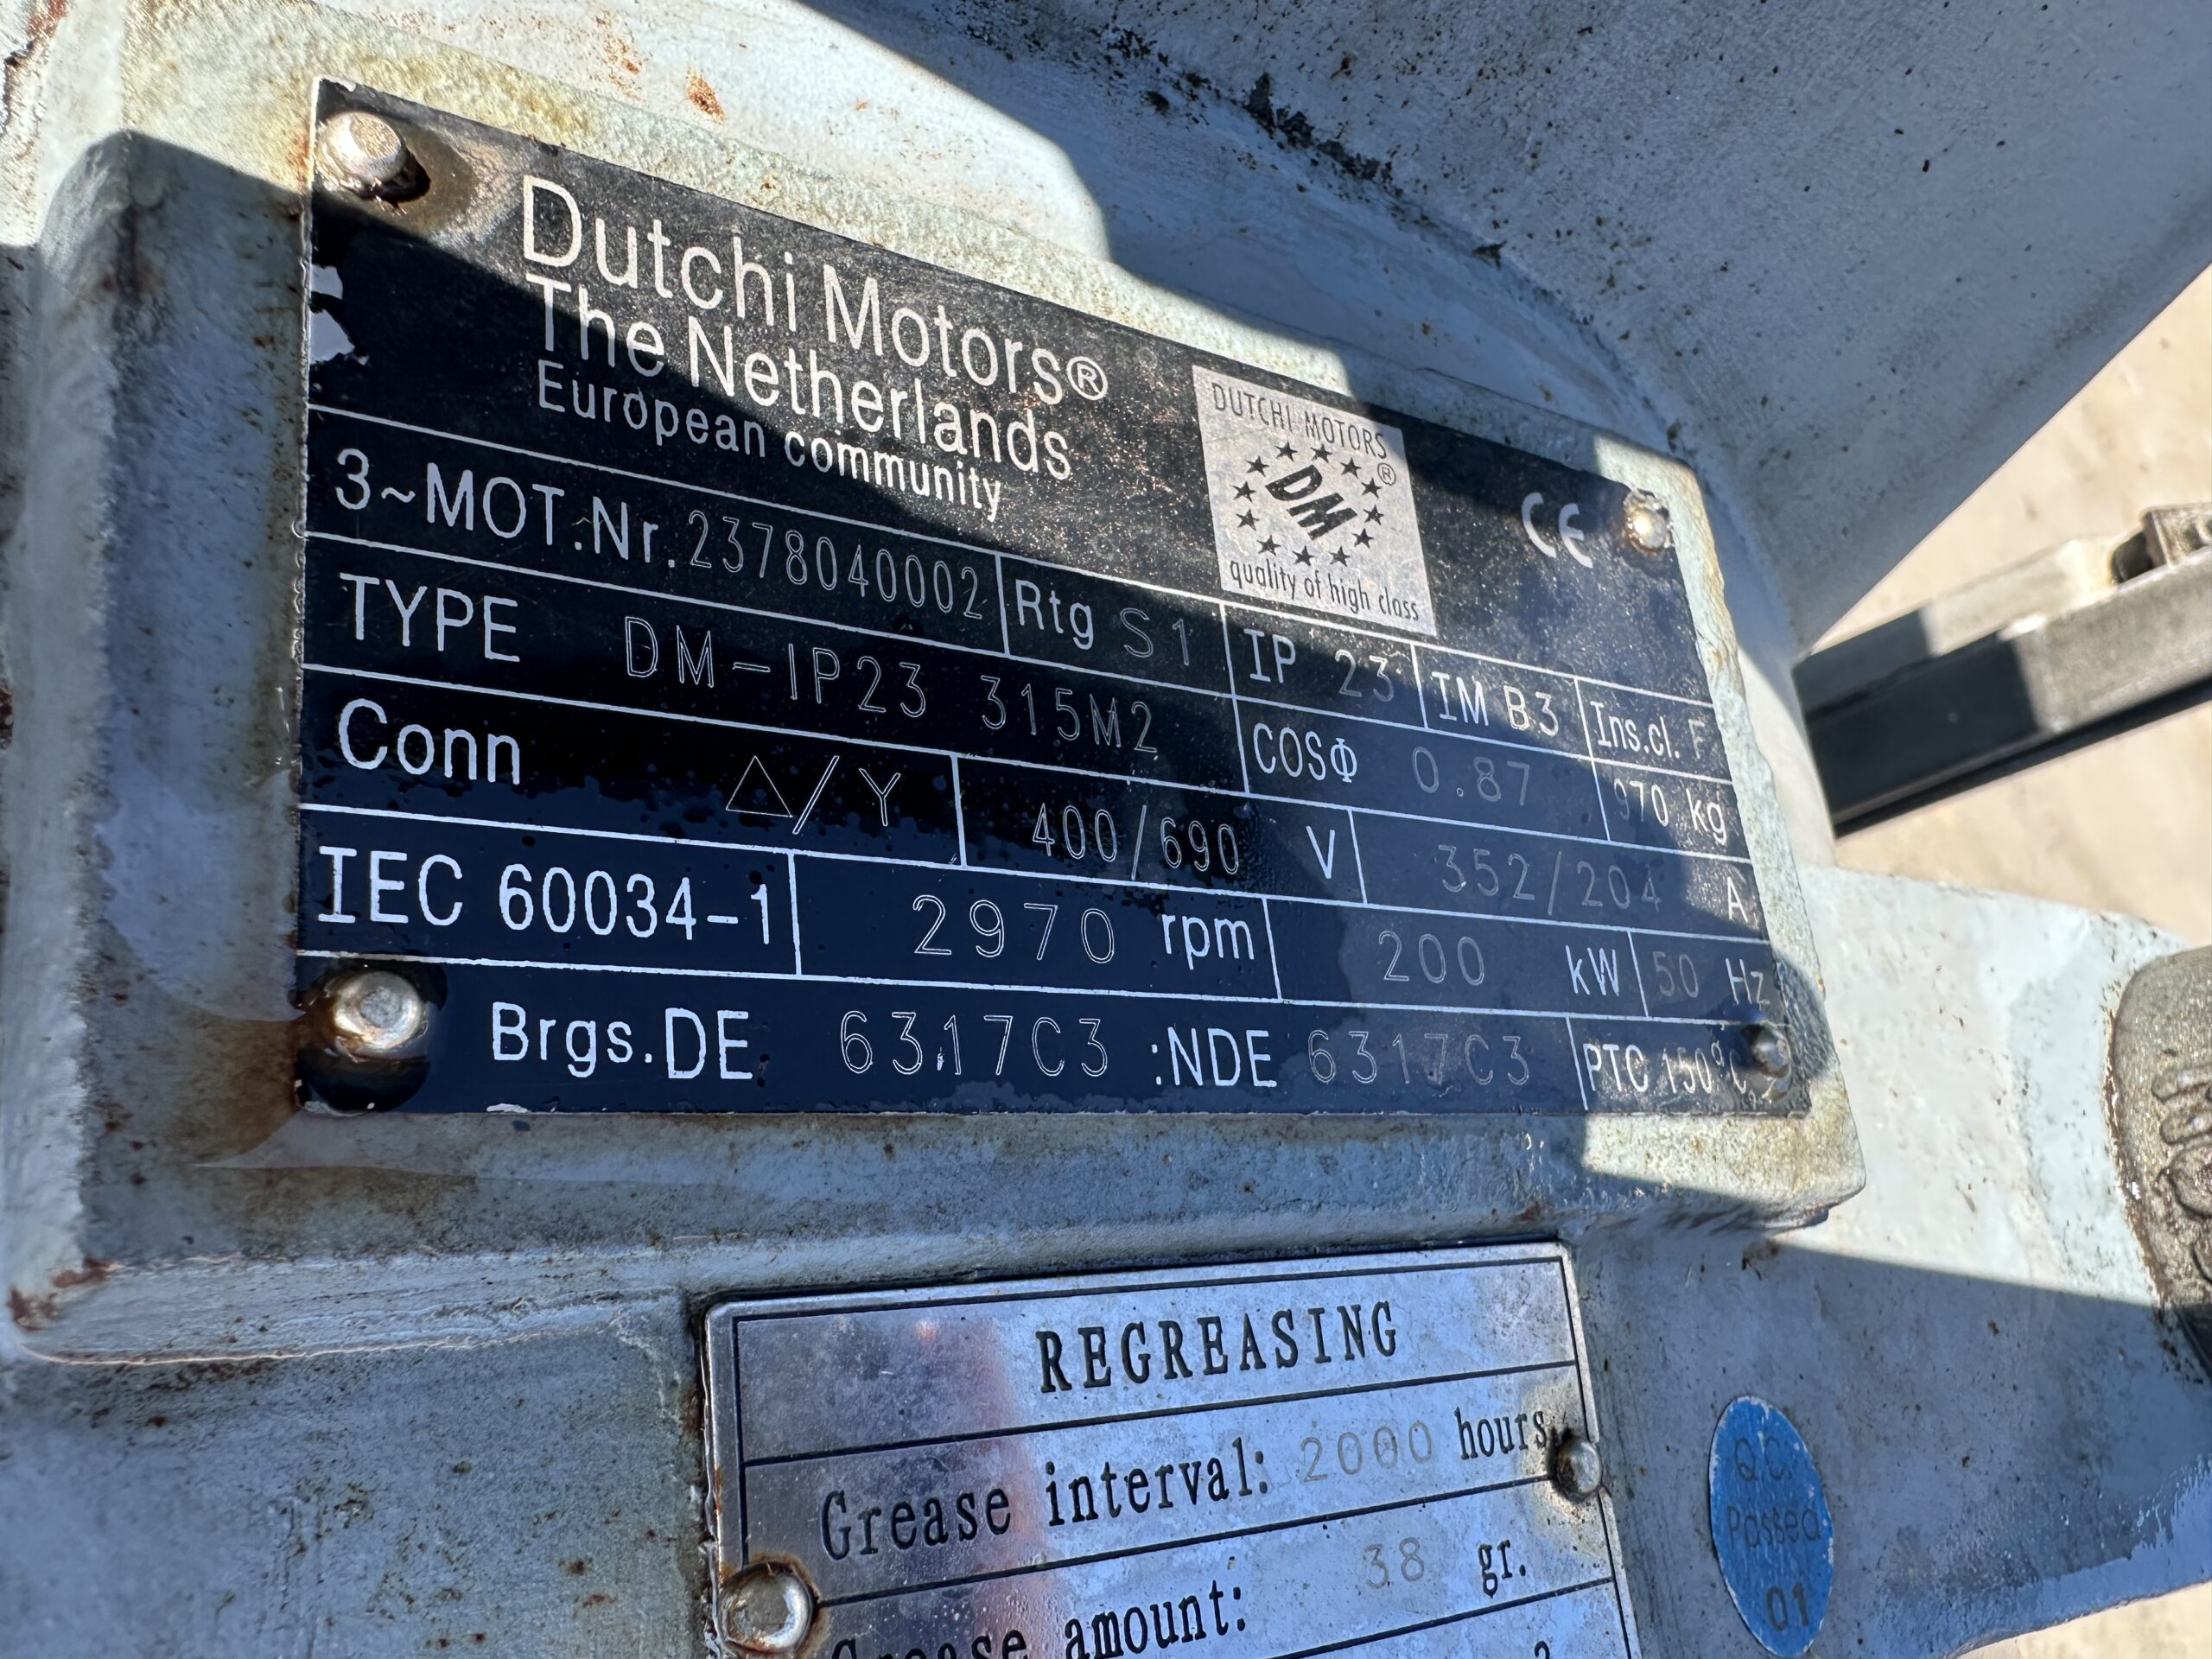 Dutchi Motors®
The Netherlands
European community
DUTCHI MOTORS
®
DM
quality of high class
CE
3~MOT.Nr. 2378040002 Rtg S1 IP 23 IM B3 Ins.cl. F
TYPE DM-IP23 315M2 COSΦ 0.87 970 kg
Conn △/Y 400/690 V 352/204 A
IEC 60034-1 2970 rpm 200 kW 50 Hz
Brgs.DE 6317C3 :NDE 6317C3 PTC 150°C
REGREASING
Grease interval: 2000 hours
Grease amount: 38 gr.
QC
Passed
01